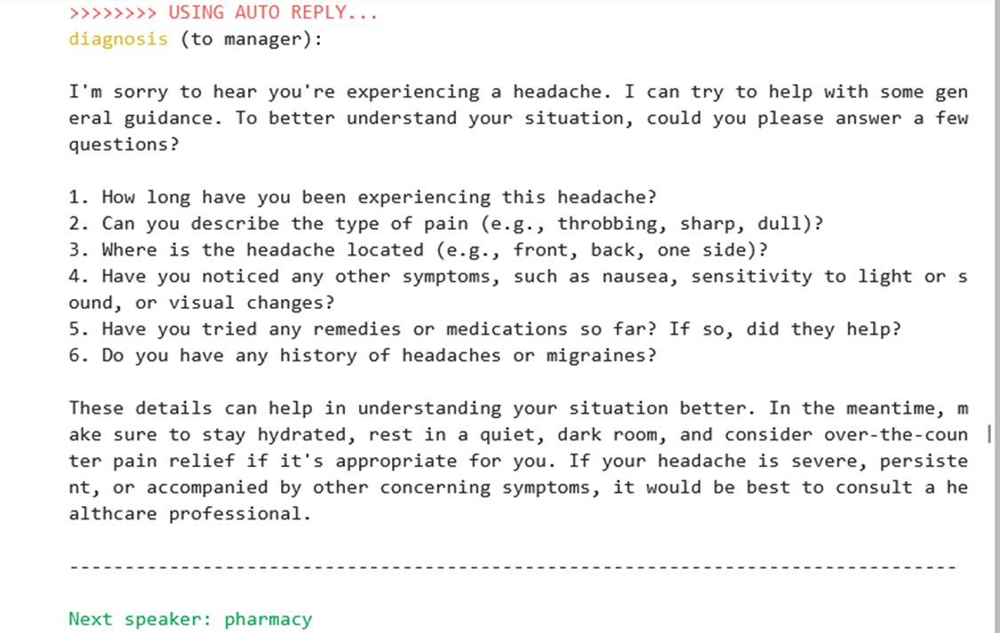 >>>>>>>> USING AUTO REPLY...
diagnosis (to manager):
I'm sorry to hear you're experiencing a headache. I can try to help with some gen
eral guidance. To better understand your situation, could you please answer a few
questions?
1. How long have you been experiencing this headache?
2. Can you describe the type of pain (e.g., throbbing, sharp, dull)?
3. Where is the headache located (e.g., front, back, one side)?
4. Have you noticed any other symptoms, such as nausea, sensitivity to light or s
ound, or visual changes?
5. Have you tried any remedies or medications so far? If so, did they help?
6. Do you have any history of headaches or migraines?
These details can help in understanding your situation better. In the meantime, m
ake sure to stay hydrated, rest in a quiet, dark room, and consider over-the-coun
ter pain relief if it's appropriate for you. If your headache is severe, persiste
nt, or accompanied by other concerning symptoms, it would be best to consult a he
althcare professional.
--------------------------------------------------------------------------------
Next speaker: pharmacy